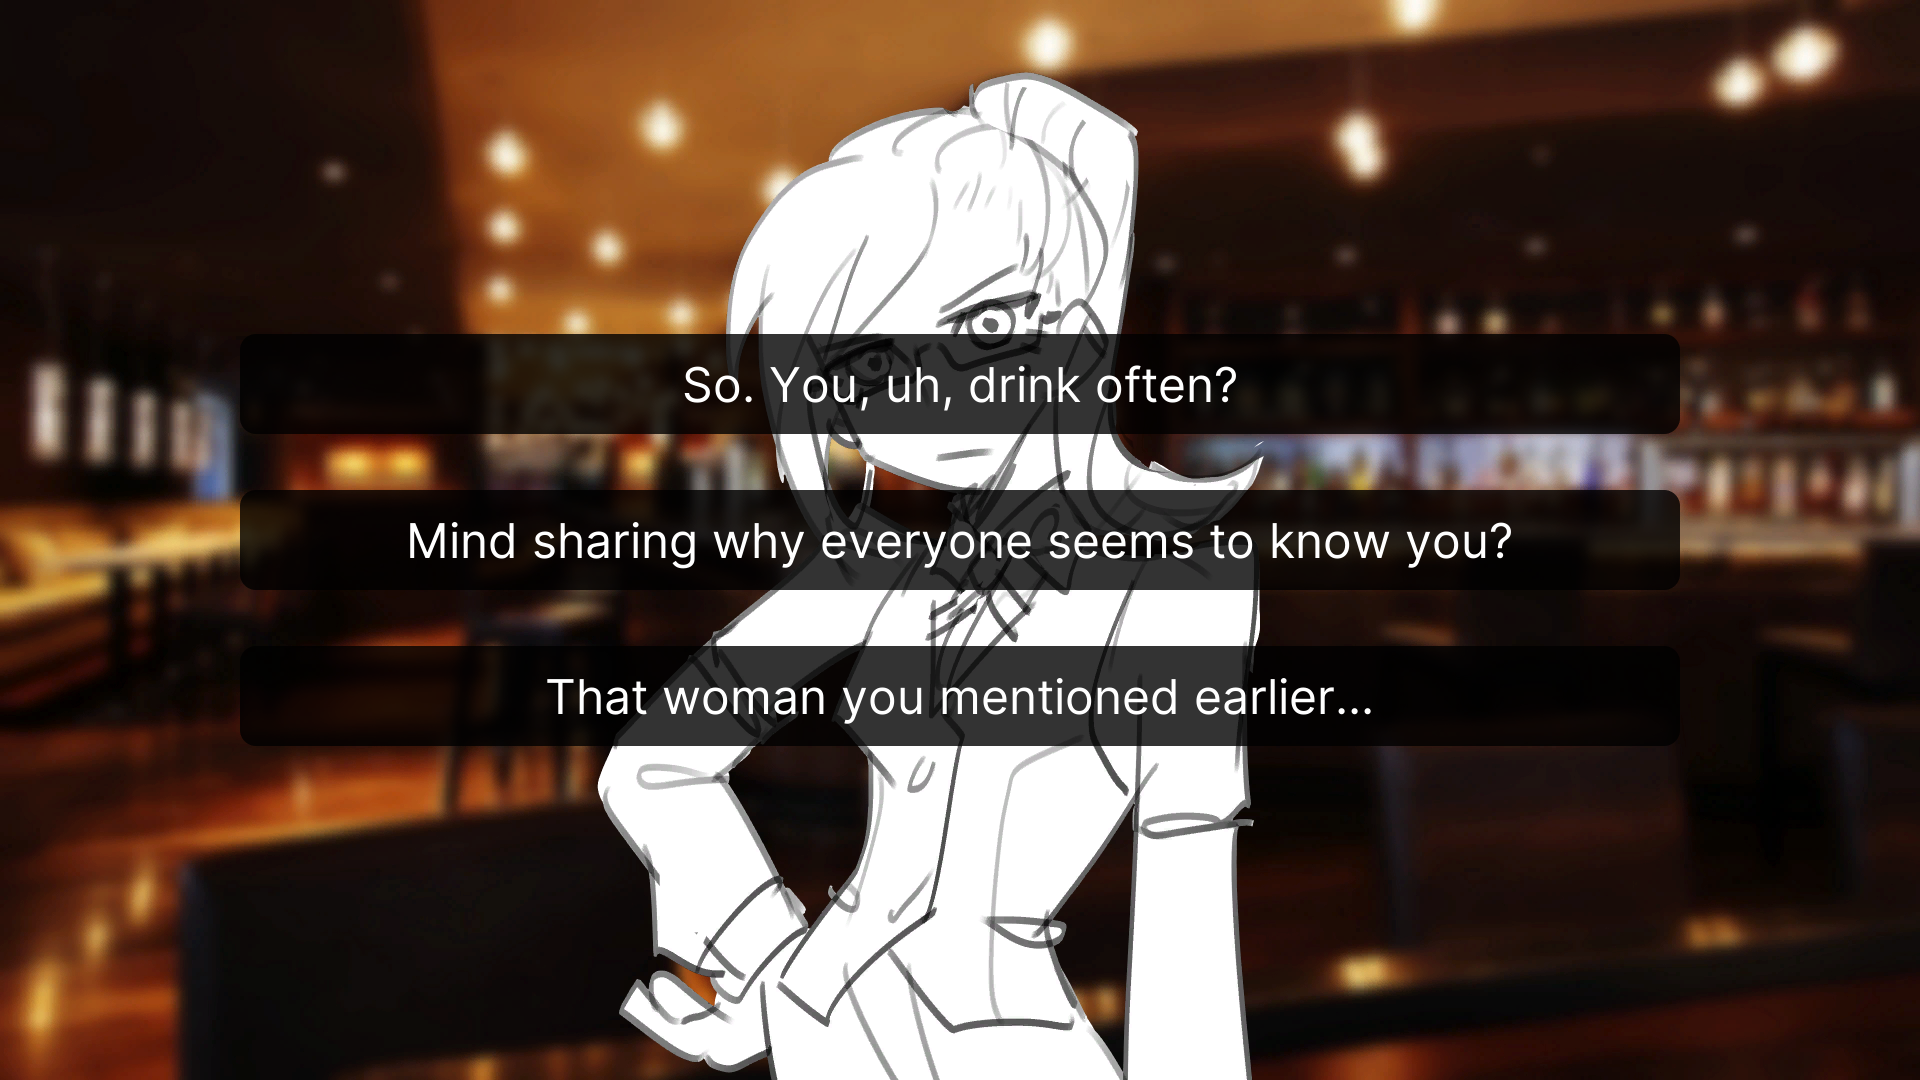 So. You, uh, drink often?
Mind sharing why everyone seems to know you?
That woman you mentioned earlier...